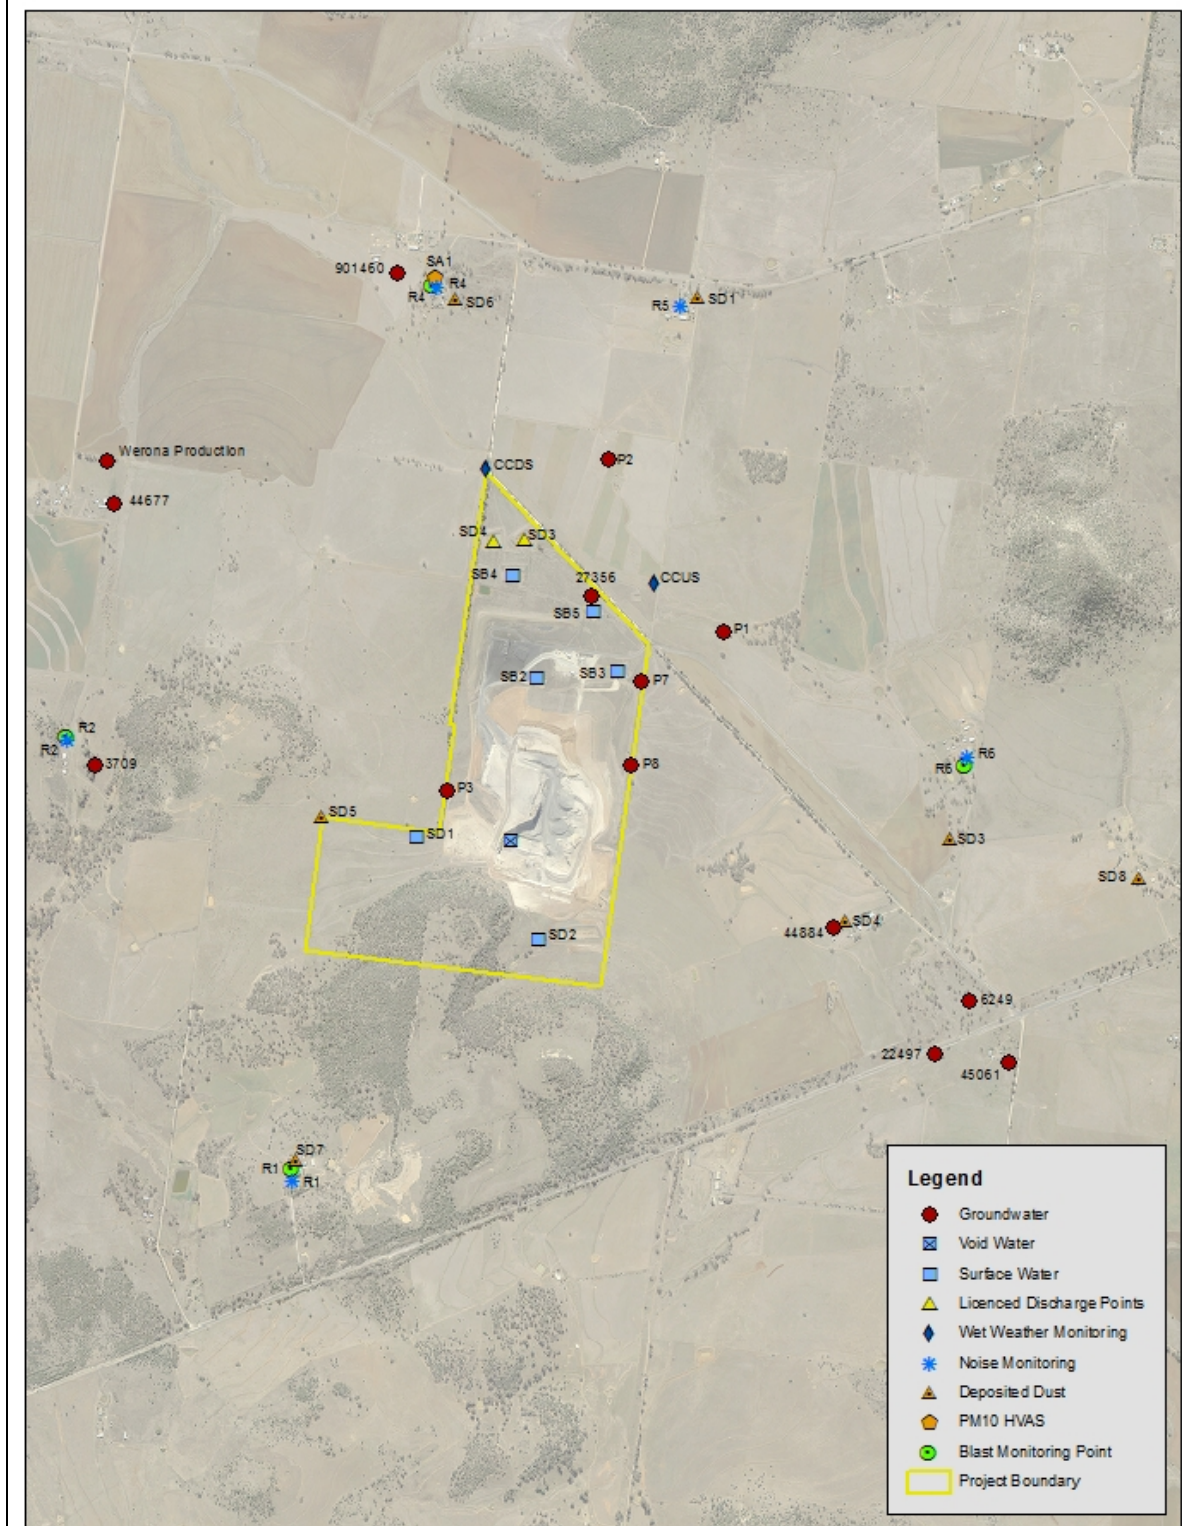 SA1
901460
R4
R4
SD6
SD1
R5
Werona Production
P2
CCDS
44677
SD4
SD3
SB4
27356
CCUS
SB5
P1
SB2
SB3
P7
R2
R2
R6
R6
3709
P8
P3
SD5
SD1
SD3
SD8
SD2
SD4
44884
6249
22497
45061
SD7
R1
R1
Legend
Groundwater
Void Water
Surface Water
Licenced Discharge Points
Wet Weather Monitoring
Noise Monitoring
Deposited Dust
PM10 HVAS
Blast Monitoring Point
Project Boundary